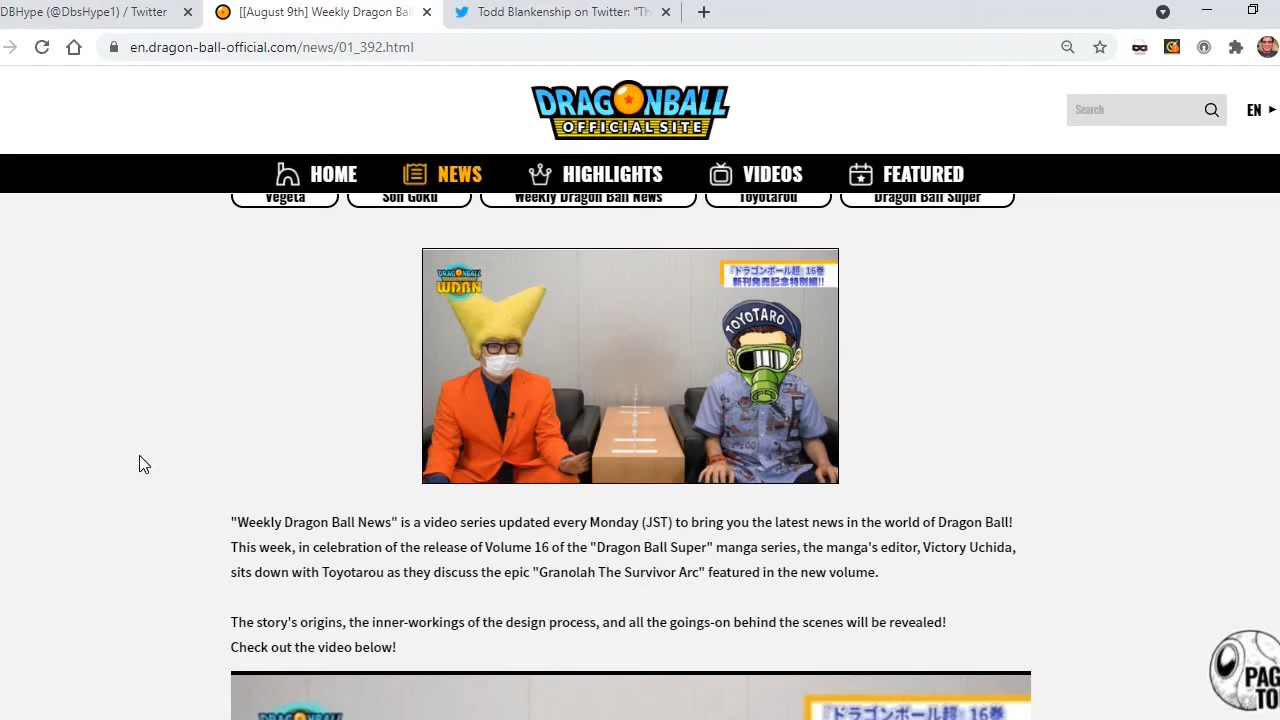 DBHype (@DbsHype1) / Twitter
[[August 9th] Weekly Dragon Bal
Todd Blankenship on Twitter: "Th
en.dragon-ball-official.com/news/01_392.html
DRAGONBALL
OFFICIAL SITE
Search
EN
HOME
NEWS
HIGHLIGHTS
VIDEOS
FEATURED
Vegeta
Son Goku
Weekly Dragon Ball News
Toyotarou
Dragon Ball Super
DRAGONBALL
WDBN
『ドラゴンボール超』16巻
新刊発売記念特別編!!
TOYOTARO
"Weekly Dragon Ball News" is a video series updated every Monday (JST) to bring you the latest news in the world of Dragon Ball!
This week, in celebration of the release of Volume 16 of the "Dragon Ball Super" manga series, the manga's editor, Victory Uchida,
sits down with Toyotarou as they discuss the epic "Granolah The Survivor Arc" featured in the new volume.
The story's origins, the inner-workings of the design process, and all the goings-on behind the scenes will be revealed!
Check out the video below!
PAG
TO
DRAGONBALL
『ドラゴンボール超』16巻